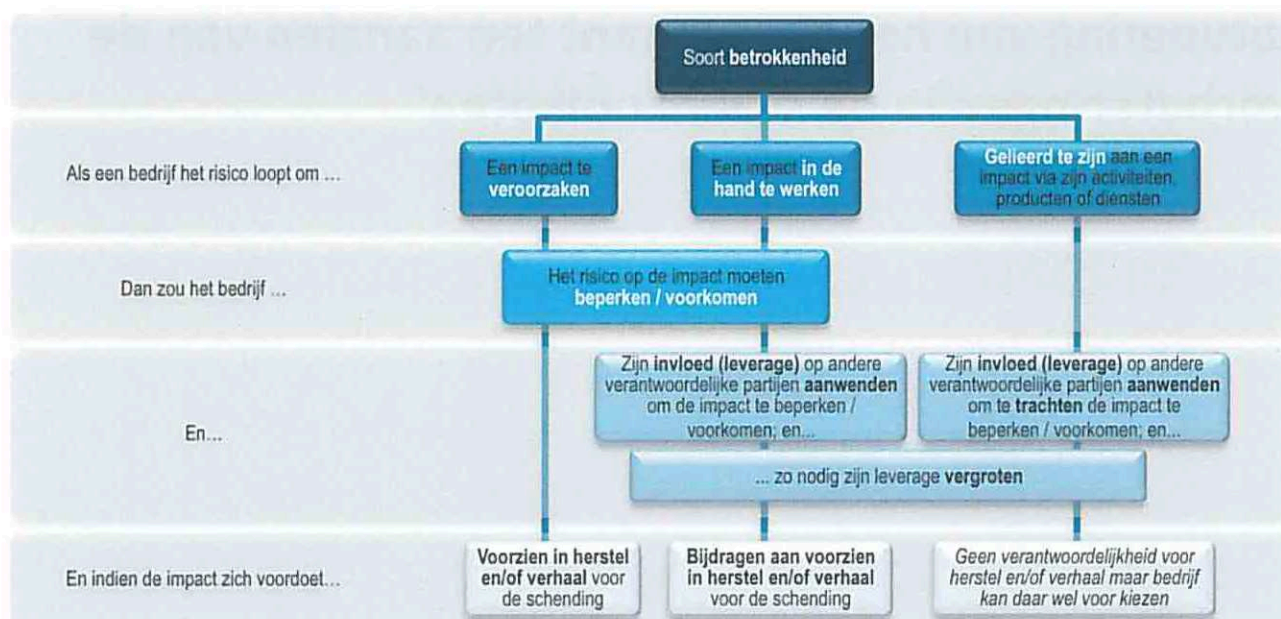 Soort betrokkenheid
Als een bedrijf het risico loopt om ...
Een impact te
veroorzaken
Een impact in de
hand te werken
Gelieerd te zijn aan een
impact via zijn activiteiten,
producten of diensten
Dan zou het bedrijf ...
Het risico op de impact moeten
beperken / voorkomen
En...
Zijn invloed (leverage) op andere
verantwoordelijke partijen aanwenden
om de impact te beperken /
voorkomen; en...
Zijn invloed (leverage) op andere
verantwoordelijke partijen aanwenden
om te trachten de impact te
beperken / voorkomen; en...
... zo nodig zijn leverage vergroten
En indien de impact zich voordoet...
Voorzien in herstel
en/of verhaal voor
de schending
Bijdragen aan voorzien
in herstel en/of verhaal
voor de schending
Geen verantwoordelijkheid voor
herstel en/of verhaal maar bedrijf
kan daar wel voor kiezen